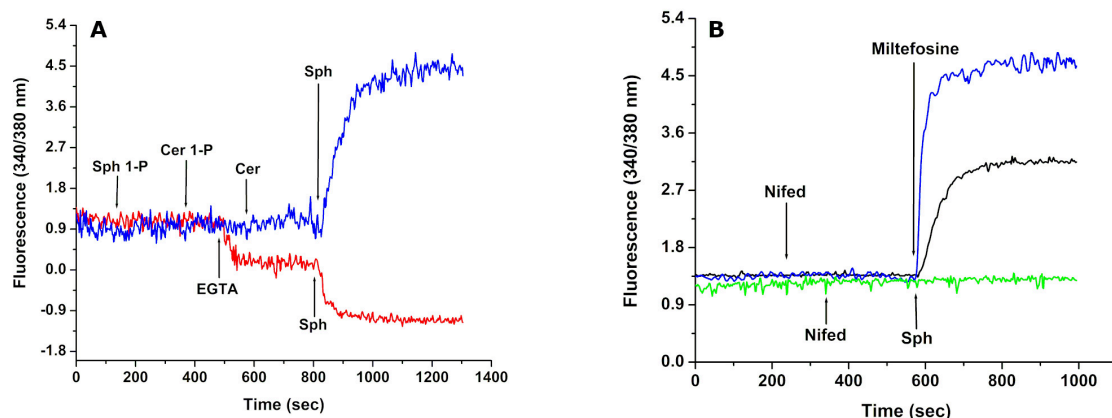 A
5.4
4.5
3.6
2.7
1.8
0.9
0.0
-0.9
-1.8
Fluorescence (340/380 nm)
Sph 1-P
Cer 1-P
Cer
Sph
EGTA
Sph
0 200 400 600 800 1000 1200 1400
Time (sec)
B
5.4
4.5
3.6
2.7
1.8
0.9
0.0
Fluorescence (340/380 nm)
Miltefosine
Nifed
Nifed
Sph
0 200 400 600 800 1000
Time (sec)